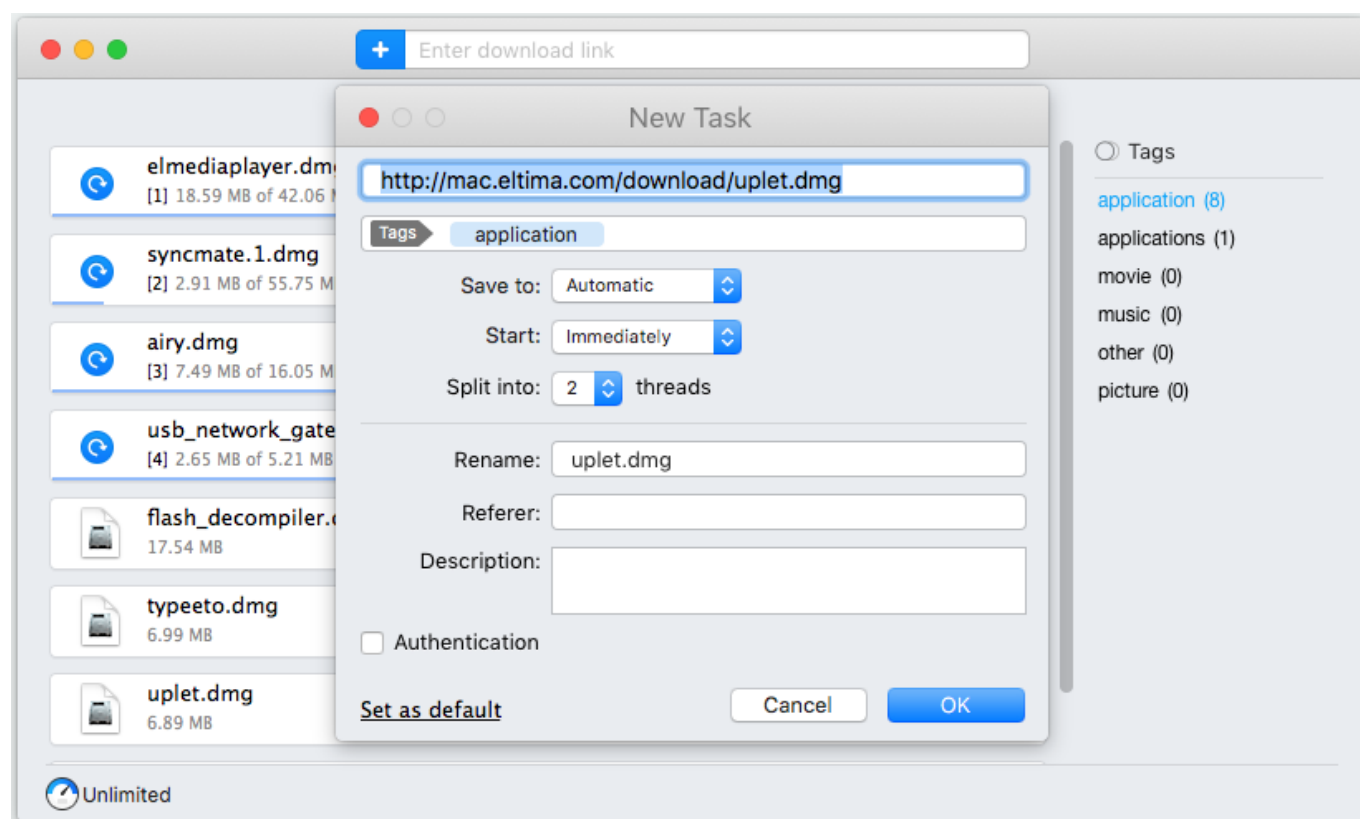 Enter download link
New Task
http://mac.eltima.com/download/uplet.dmg
Tags application
Save to: Automatic
Start: Immediately
Split into: 2 threads
Rename: uplet.dmg
Referer:
Description:
Authentication
Set as default
Cancel
OK
elmediaplayer.dm
[1] 18.59 MB of 42.06
syncmate.1.dmg
[2] 2.91 MB of 55.75 M
airy.dmg
[3] 7.49 MB of 16.05 M
usb_network_gate
[4] 2.65 MB of 5.21 MB
flash_decompiler.
17.54 MB
typeeto.dmg
6.99 MB
uplet.dmg
6.89 MB
Tags
application (8)
applications (1)
movie (0)
music (0)
other (0)
picture (0)
Unlimited